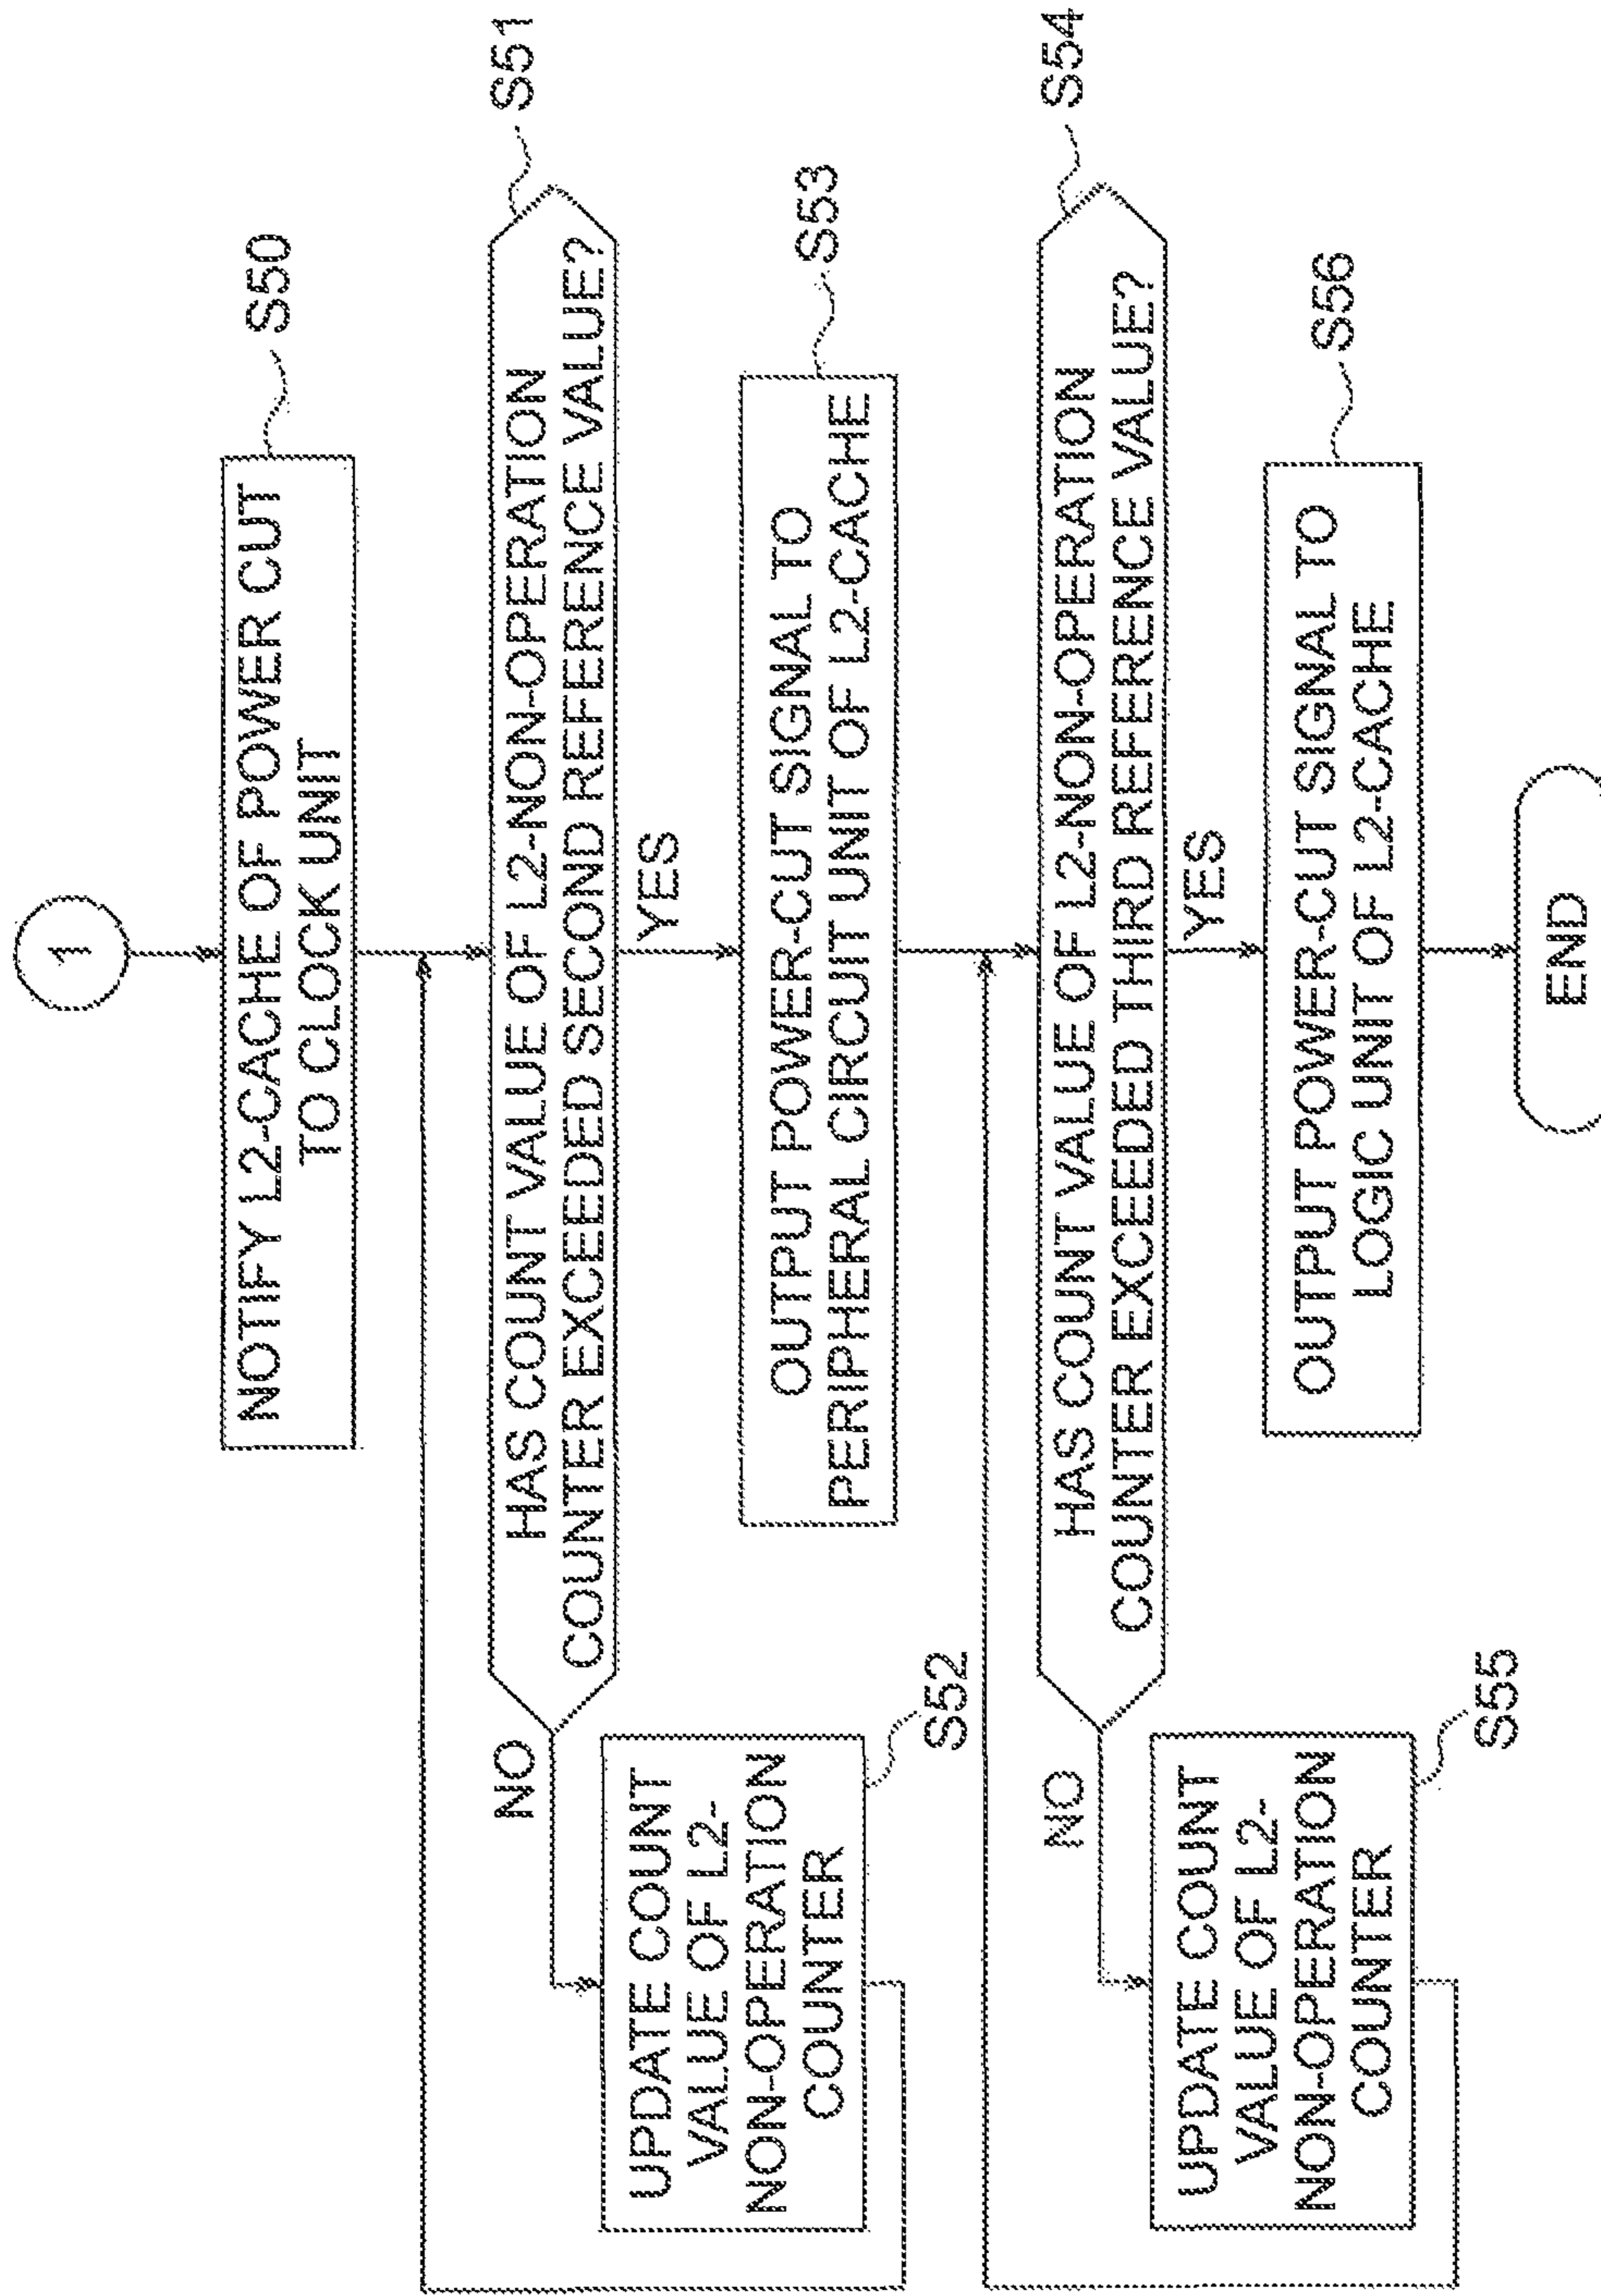 1
NOTIFY L2-CACHE OF POWER CUT
TO CLOCK UNIT
S50
HAS COUNT VALUE OF L2-NON-OPERATION
COUNTER EXCEEDED SECOND REFERENCE VALUE?
S51
NO
YES
UPDATE COUNT
VALUE OF L2-
NON-OPERATION
COUNTER
S52
OUTPUT POWER-CUT SIGNAL TO
PERIPHERAL CIRCUIT UNIT OF L2-CACHE
S53
HAS COUNT VALUE OF L2-NON-OPERATION
COUNTER EXCEEDED THIRD REFERENCE VALUE?
S54
NO
YES
UPDATE COUNT
VALUE OF L2-
NON-OPERATION
COUNTER
S55
OUTPUT POWER-CUT SIGNAL TO
LOGIC UNIT OF L2-CACHE
S56
END